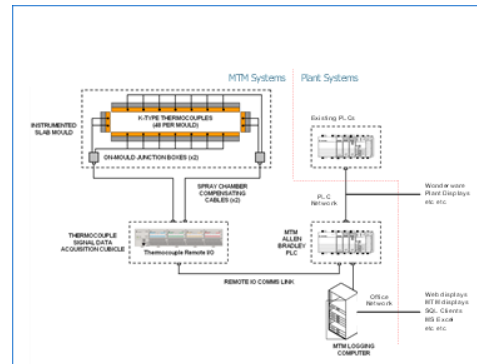 MTM Systems
Plant Systems
INSTRUMENTED
SLAB MOULD
K-TYPE THERMOCOUPLES
(49 PER MOULD)
ON-MOULD JUNCTION BOXES (x2)
Existing PLCs
SPRAY CHAMBER
COMPENSATING
CABLES (x2)
PLC
Network
Wonderware
Plant Displays
etc etc
THERMOCOUPLE
SIGNAL DATA
ACQUISITION CUBICLE
Thermocouple Remote I/O
MTM
ALLEN
BRADLEY
PLC
REMOTE IO COMMS LINK
Office
Network
Web displays
MTM displays
SQL Clients
MS Excel
etc etc
MTM LOGGING
COMPUTER